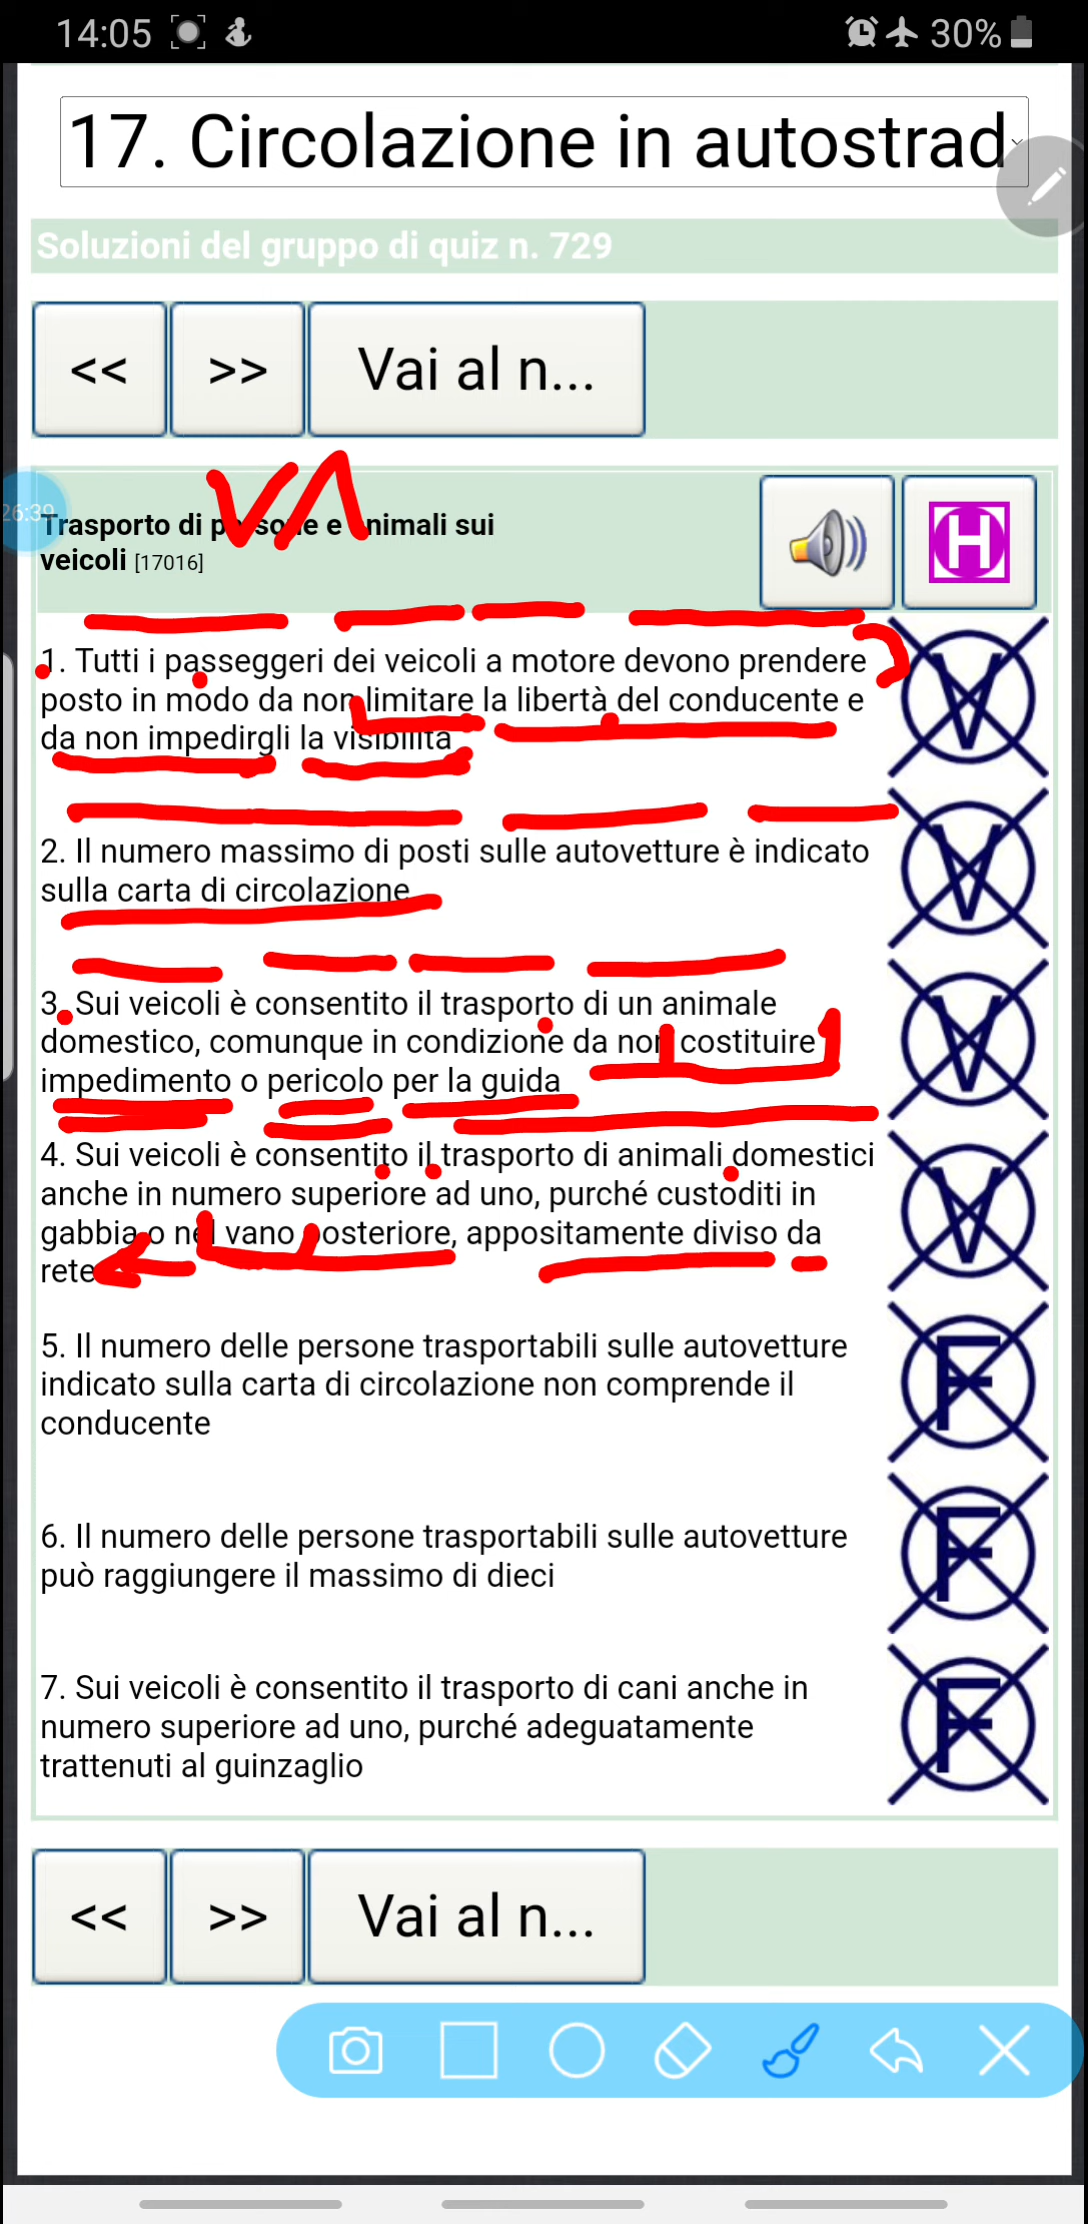 14:05
30%
17. Circolazione in autostrad
Soluzioni del gruppo di quiz n. 729
<<
>>
Vai al n...
26:39
Trasporto di persone e animali sui
veicoli [17016]
H
1. Tutti i passeggeri dei veicoli a motore devono prendere
posto in modo da non limitare la libertà del conducente e
da non impedirgli la visibilità
V
2. Il numero massimo di posti sulle autovetture è indicato
sulla carta di circolazione
V
3. Sui veicoli è consentito il trasporto di un animale
domestico, comunque in condizione da non costituire
impedimento o pericolo per la guida
V
4. Sui veicoli è consentito il trasporto di animali domestici
anche in numero superiore ad uno, purché custoditi in
gabbia o nel vano posteriore, appositamente diviso da
rete
V
5. Il numero delle persone trasportabili sulle autovetture
indicato sulla carta di circolazione non comprende il
conducente
F
6. Il numero delle persone trasportabili sulle autovetture
può raggiungere il massimo di dieci
F
7. Sui veicoli è consentito il trasporto di cani anche in
numero superiore ad uno, purché adeguatamente
trattenuti al guinzaglio
F
<<
>>
Vai al n...